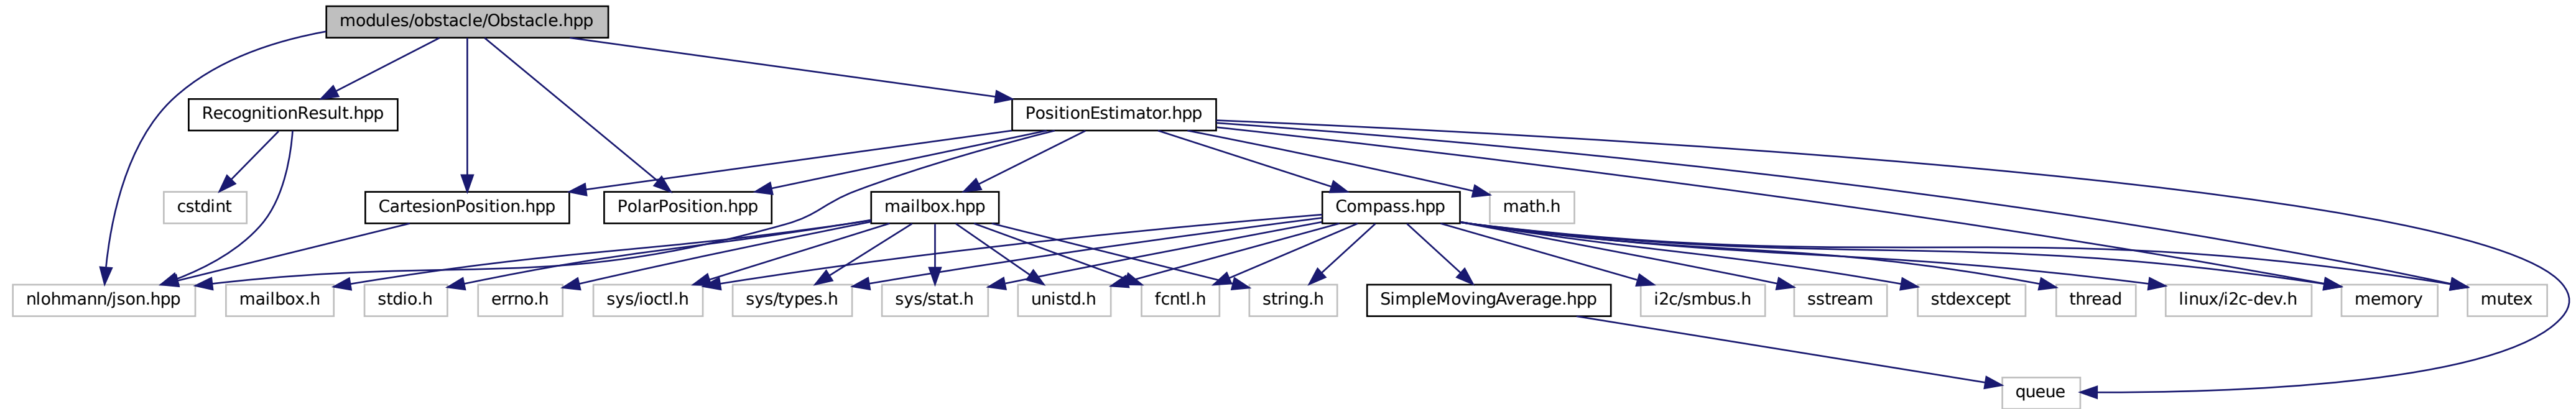 modules/obstacle/Obstacle.hpp
RecognitionResult.hpp
PositionEstimator.hpp
cstdint
CartesionPosition.hpp
PolarPosition.hpp
mailbox.hpp
Compass.hpp
math.h
nlohmann/json.hpp
mailbox.h
stdio.h
errno.h
sys/ioctl.h
sys/types.h
sys/stat.h
unistd.h
fcntl.h
string.h
SimpleMovingAverage.hpp
i2c/smbus.h
sstream
stdexcept
thread
linux/i2c-dev.h
memory
mutex
queue